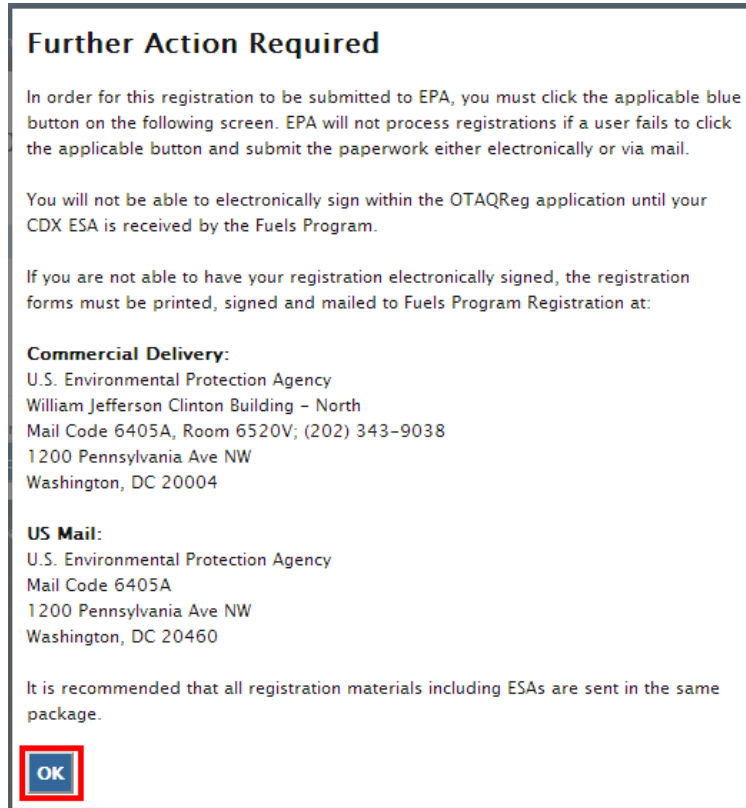 Further Action Required
In order for this registration to be submitted to EPA, you must click the applicable blue
button on the following screen. EPA will not process registrations if a user fails to click
the applicable button and submit the paperwork either electronically or via mail.
You will not be able to electronically sign within the OTAQReg application until your
CDX ESA is received by the Fuels Program.
If you are not able to have your registration electronically signed, the registration
forms must be printed, signed and mailed to Fuels Program Registration at:
Commercial Delivery:
U.S. Environmental Protection Agency
William Jefferson Clinton Building – North
Mail Code 6405A, Room 6520V; (202) 343-9038
1200 Pennsylvania Ave NW
Washington, DC 20004
US Mail:
U.S. Environmental Protection Agency
Mail Code 6405A
1200 Pennsylvania Ave NW
Washington, DC 20460
It is recommended that all registration materials including ESAs are sent in the same
package.
OK